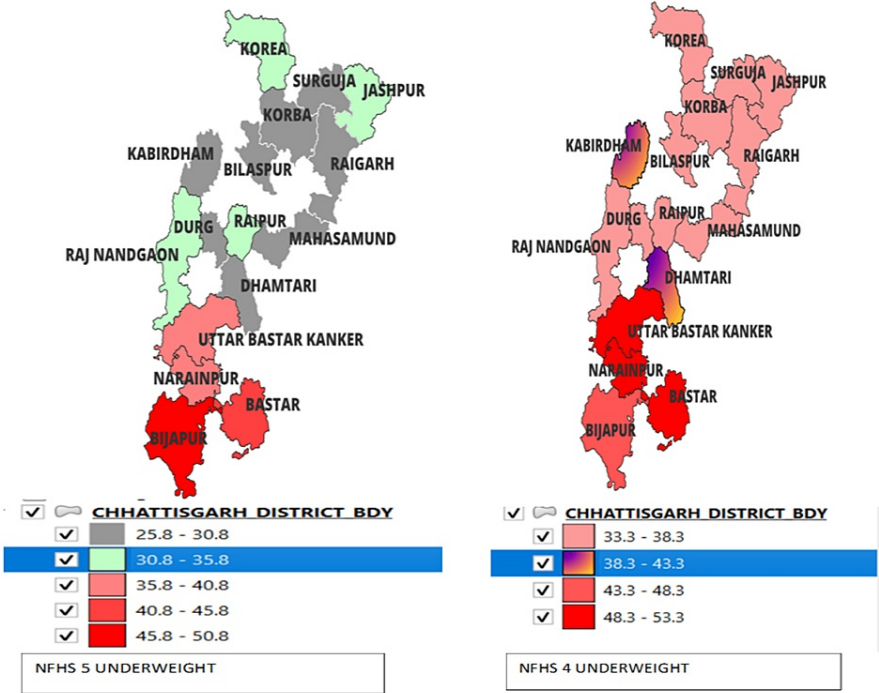 KOREA
SURGUJA
JASHPUR
KORBA
KABIRDHAM
BILASPUR
RAIGARH
DURG
RAIPUR
MAHASAMUND
RAJ NANDGAON
DHAMTARI
UTTAR BASTAR KANKER
NARAINPUR
BASTAR
BIJAPUR
CHHATTISGARH_DISTRICT_BDY
25.8 - 30.8
30.8 - 35.8
35.8 - 40.8
40.8 - 45.8
45.8 - 50.8
NFHS 5 UNDERWEIGHT
KOREA
SURGUJA
JASHPUR
KORBA
KABIRDHAM
BILASPUR
RAIGARH
DURG
RAIPUR
MAHASAMUND
RAJ NANDGAON
DHAMTARI
UTTAR BASTAR KANKER
NARAINPUR
BASTAR
BIJAPUR
CHHATTISGARH_DISTRICT_BDY
33.3 - 38.3
38.3 - 43.3
43.3 - 48.3
48.3 - 53.3
NFHS 4 UNDERWEIGHT